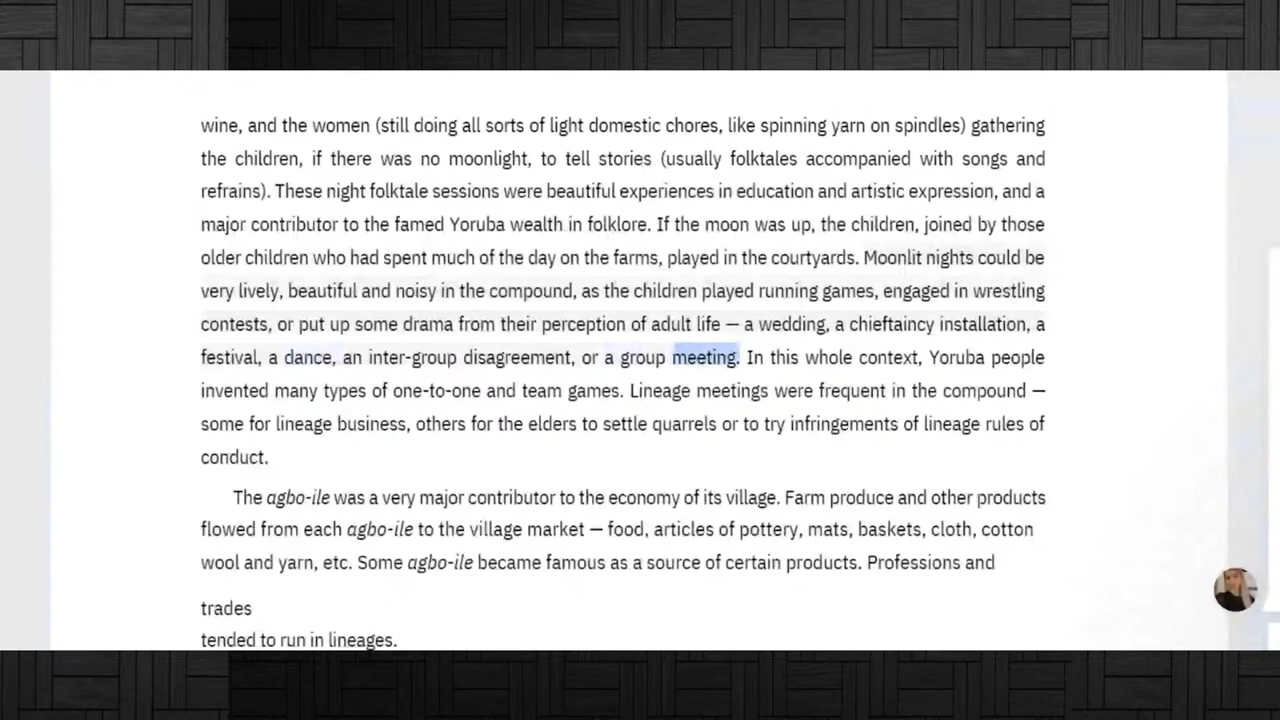 wine, and the women (still doing all sorts of light domestic chores, like spinning yarn on spindles) gathering
the children, if there was no moonlight, to tell stories (usually folktales accompanied with songs and
refrains). These night folktale sessions were beautiful experiences in education and artistic expression, and a
major contributor to the famed Yoruba wealth in folklore. If the moon was up, the children, joined by those
older children who had spent much of the day on the farms, played in the courtyards. Moonlit nights could be
very lively, beautiful and noisy in the compound, as the children played running games, engaged in wrestling
contests, or put up some drama from their perception of adult life — a wedding, a chieftaincy installation, a
festival, a dance, an inter-group disagreement, or a group meeting. In this whole context, Yoruba people
invented many types of one-to-one and team games. Lineage meetings were frequent in the compound —
some for lineage business, others for the elders to settle quarrels or to try infringements of lineage rules of
conduct.
The agbo-ile was a very major contributor to the economy of its village. Farm produce and other products
flowed from each agbo-ile to the village market — food, articles of pottery, mats, baskets, cloth, cotton
wool and yarn, etc. Some agbo-ile became famous as a source of certain products. Professions and
trades
tended to run in lineages.